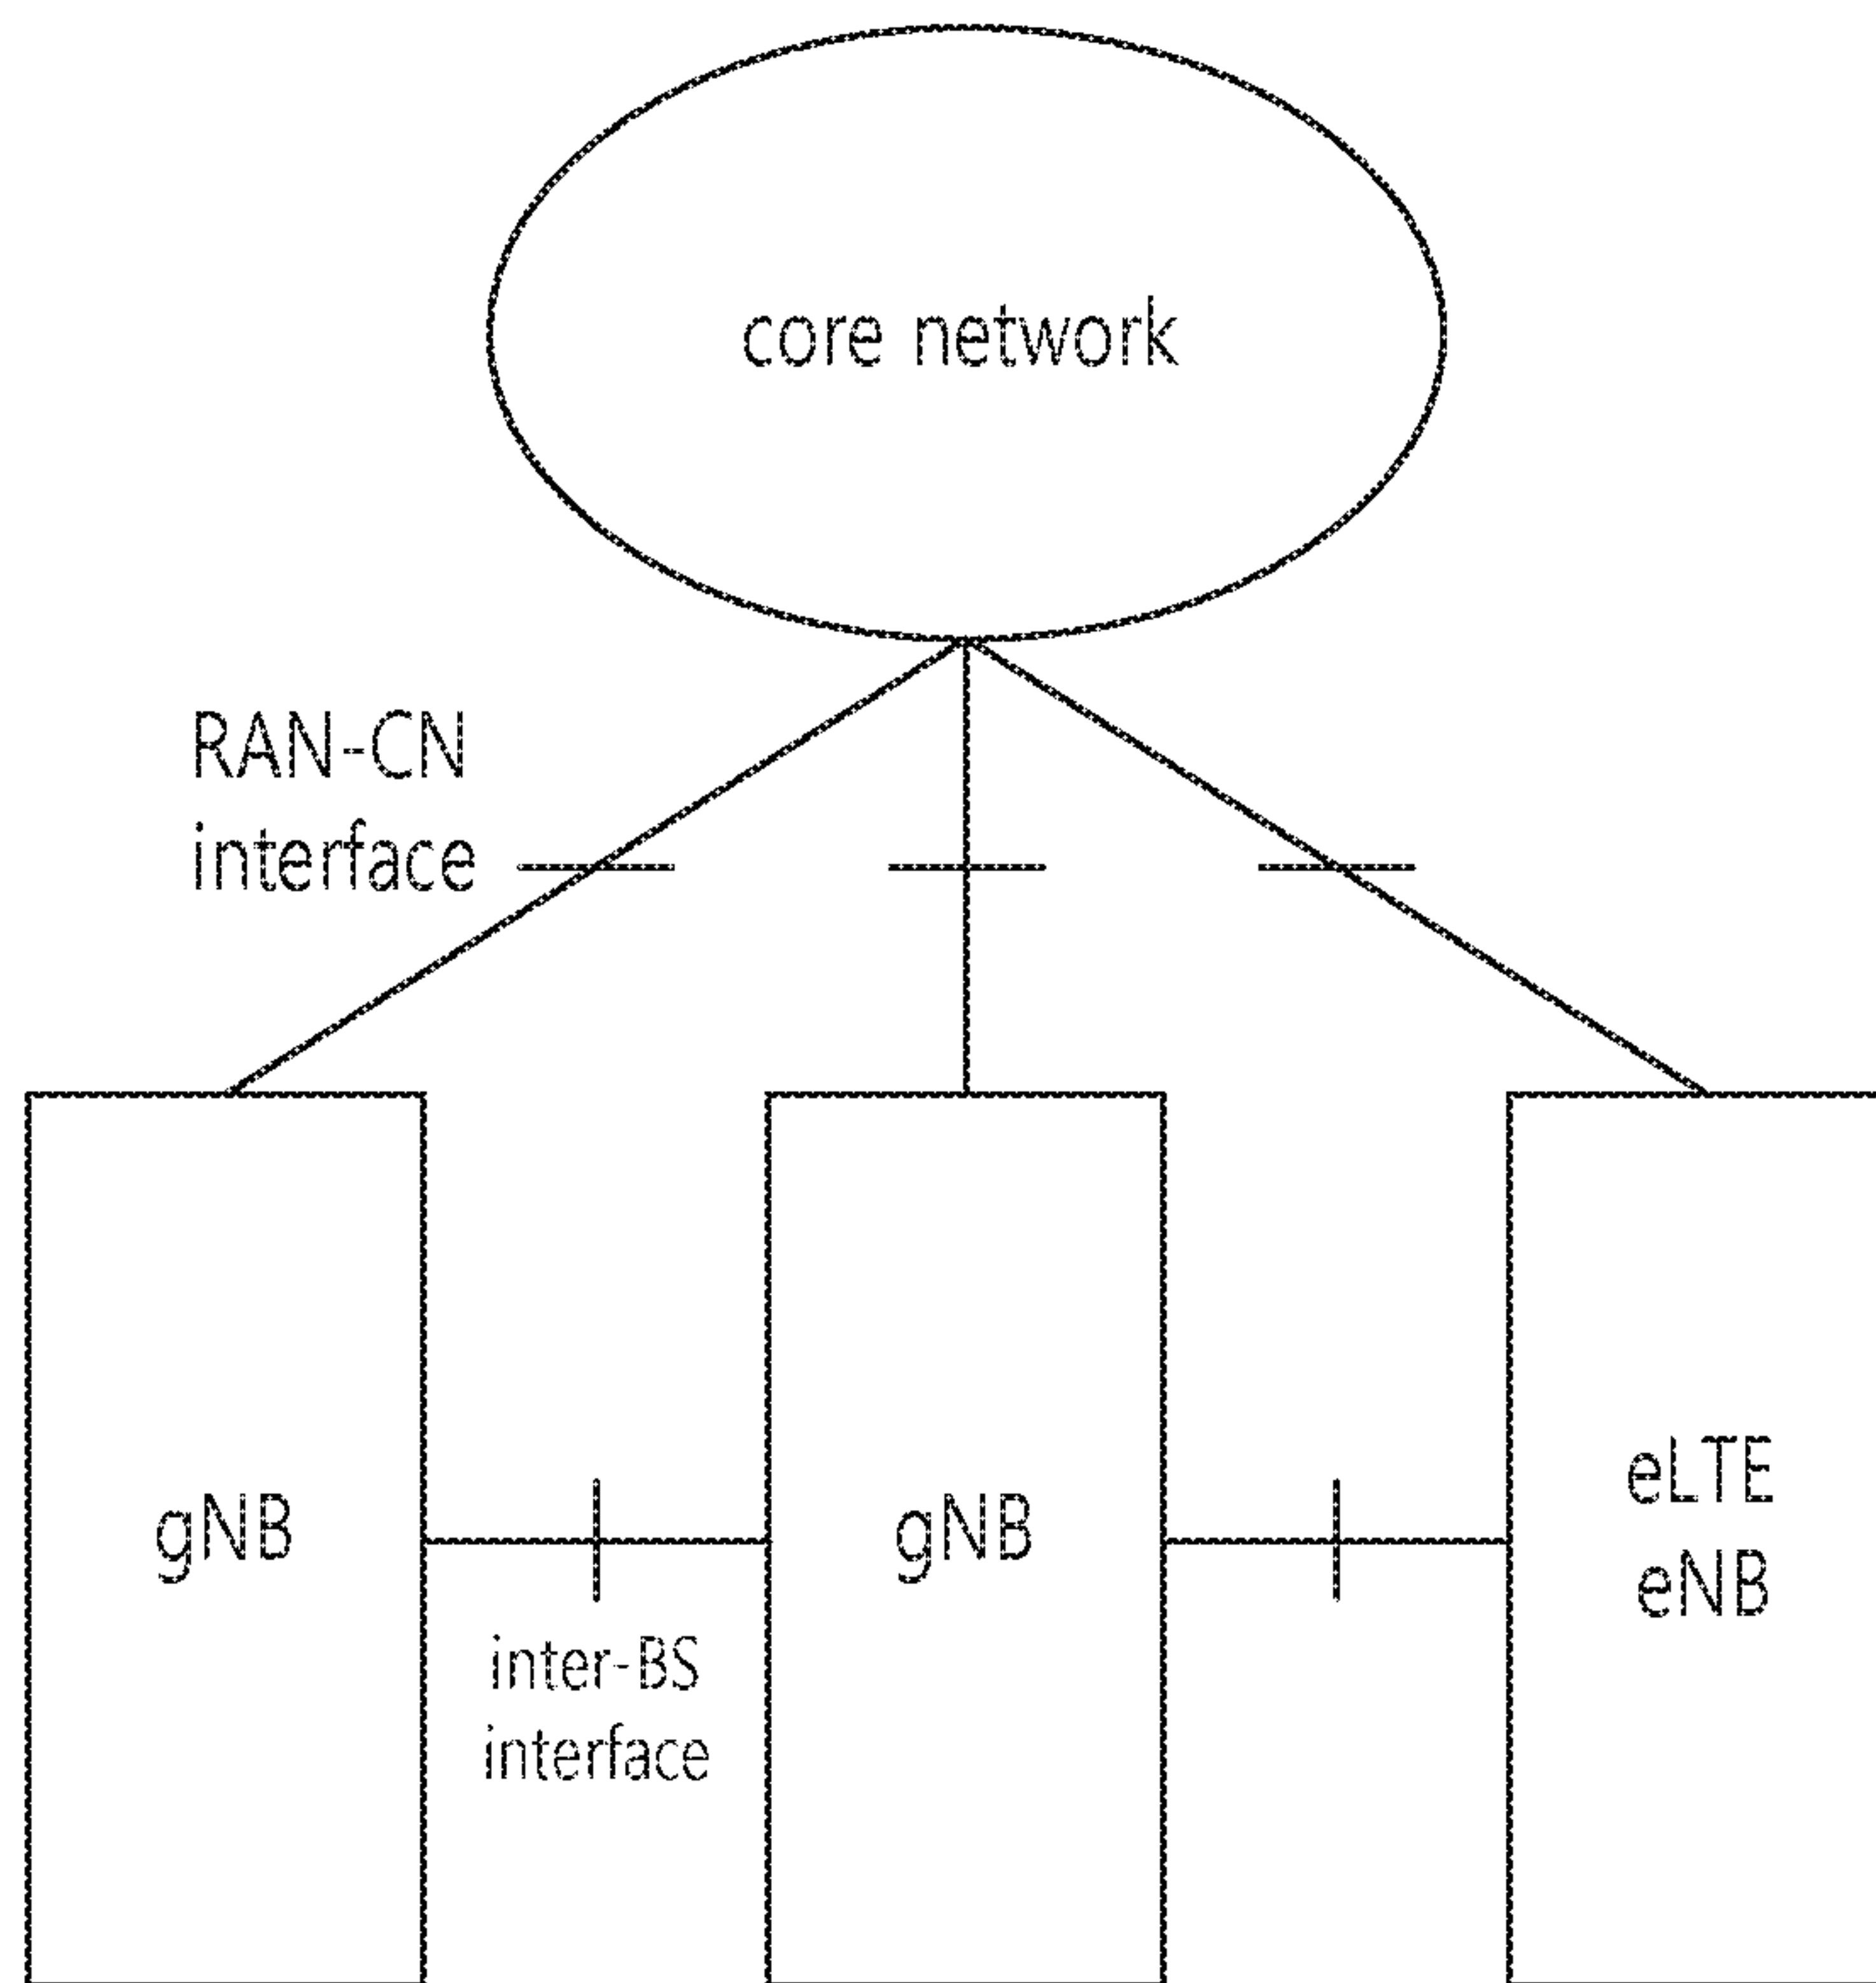 core network
RAN-CN
interface
gNB
gNB
eLTE
eNB
inter-BS
interface